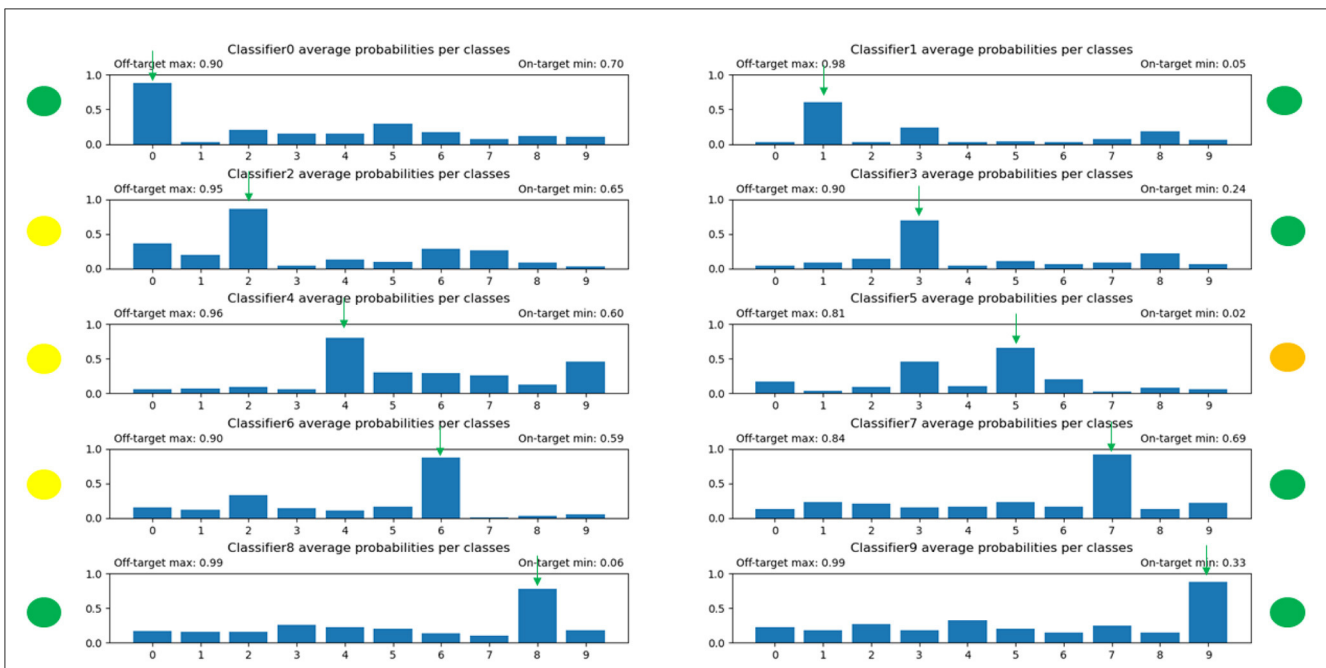 Classifier0 average probabilities per classes
Off-target max: 0.90 On-target min: 0.70
1.0
0.5
0.0
0 1 2 3 4 5 6 7 8 9
Classifier1 average probabilities per classes
Off-target max: 0.98 On-target min: 0.05
1.0
0.5
0.0
0 1 2 3 4 5 6 7 8 9
Classifier2 average probabilities per classes
Off-target max: 0.95 On-target min: 0.65
1.0
0.5
0.0
0 1 2 3 4 5 6 7 8 9
Classifier3 average probabilities per classes
Off-target max: 0.90 On-target min: 0.24
1.0
0.5
0.0
0 1 2 3 4 5 6 7 8 9
Classifier4 average probabilities per classes
Off-target max: 0.96 On-target min: 0.60
1.0
0.5
0.0
0 1 2 3 4 5 6 7 8 9
Classifier5 average probabilities per classes
Off-target max: 0.81 On-target min: 0.02
1.0
0.5
0.0
0 1 2 3 4 5 6 7 8 9
Classifier6 average probabilities per classes
Off-target max: 0.90 On-target min: 0.59
1.0
0.5
0.0
0 1 2 3 4 5 6 7 8 9
Classifier7 average probabilities per classes
Off-target max: 0.84 On-target min: 0.69
1.0
0.5
0.0
0 1 2 3 4 5 6 7 8 9
Classifier8 average probabilities per classes
Off-target max: 0.99 On-target min: 0.06
1.0
0.5
0.0
0 1 2 3 4 5 6 7 8 9
Classifier9 average probabilities per classes
Off-target max: 0.99 On-target min: 0.33
1.0
0.5
0.0
0 1 2 3 4 5 6 7 8 9